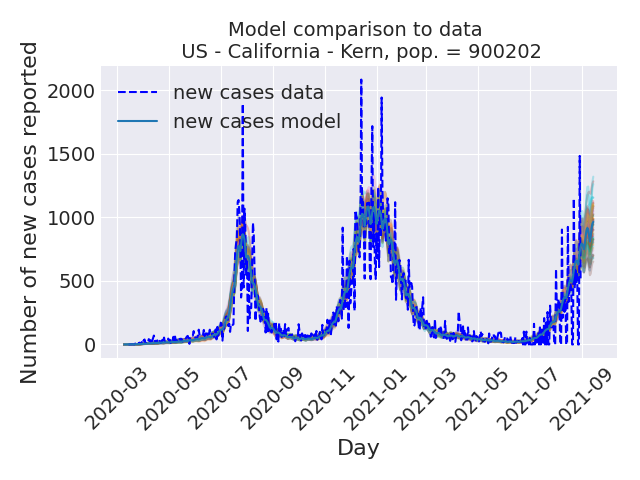 Model comparison to data
US - California - Kern, pop. = 900202
Number of new cases reported
2000
1500
1000
500
0
new cases data
new cases model
2020-03
2020-05
2020-07
2020-09
2020-11
2021-01
2021-03
2021-05
2021-07
2021-09
Day